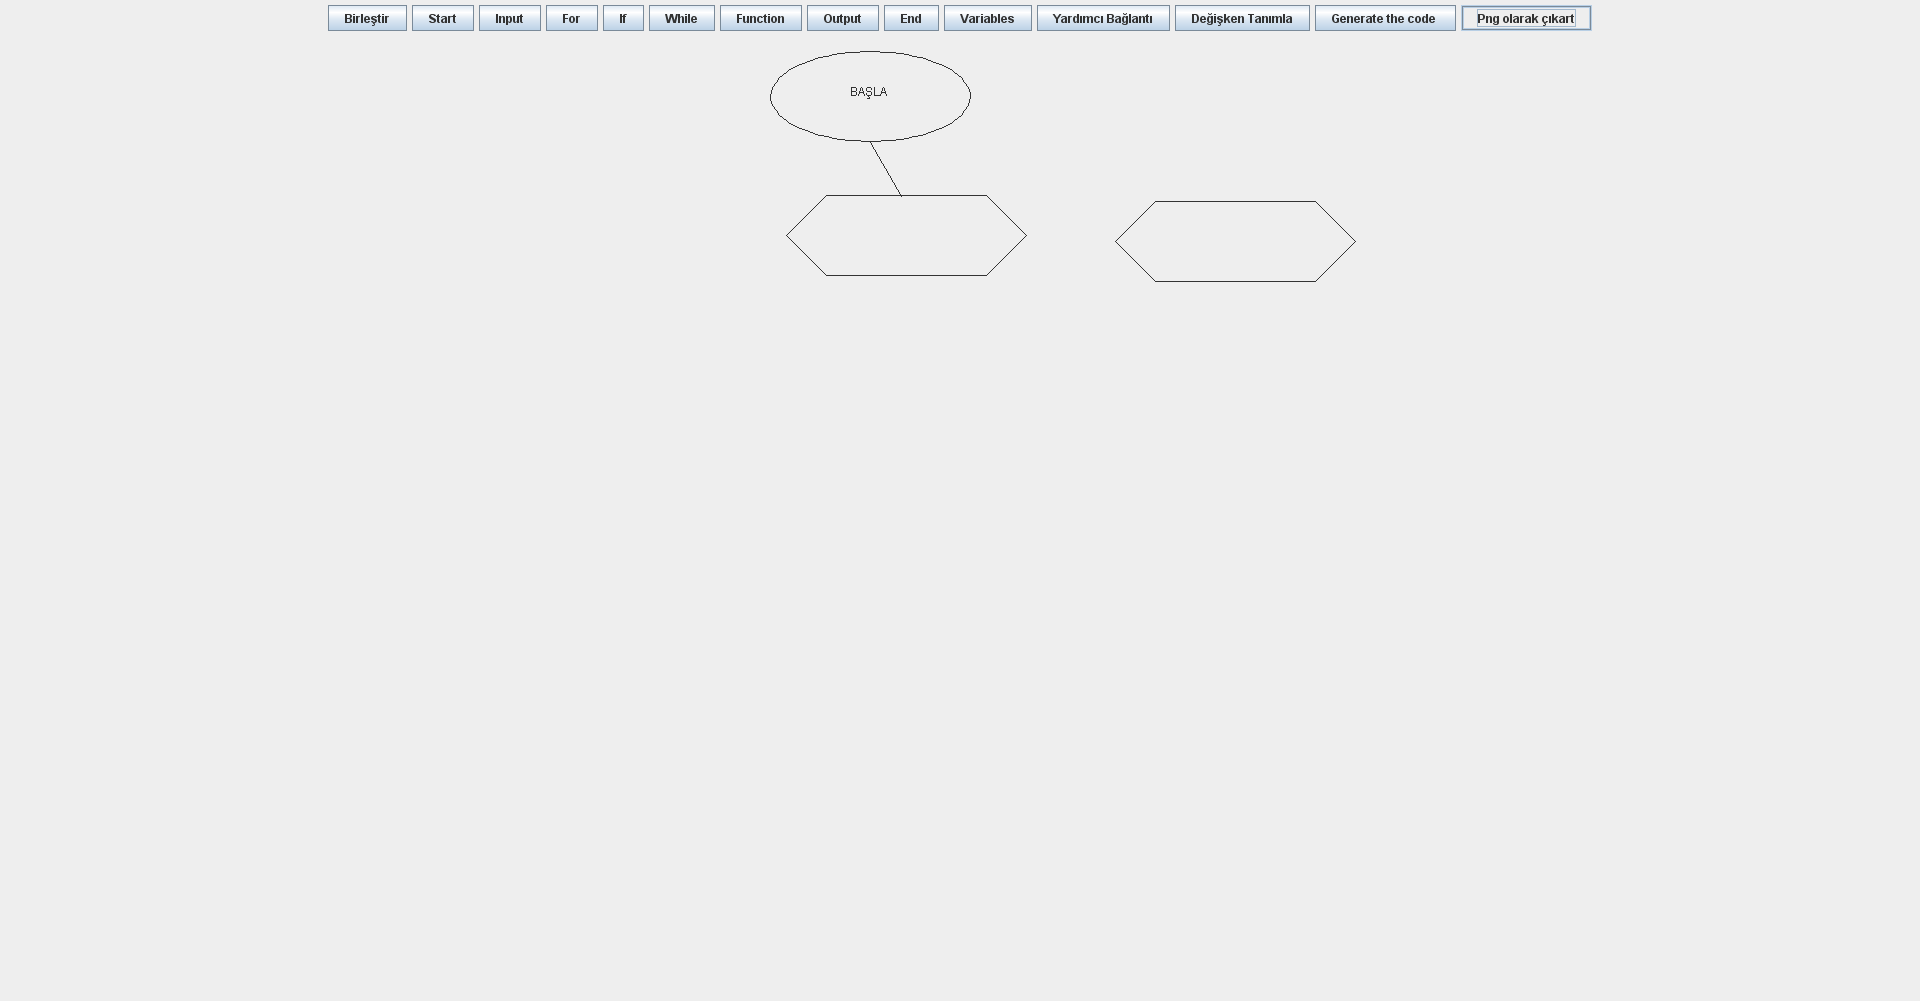 Birleştir Start Input For If While Function Output End Variables Yardımcı Bağlantı Değişken Tanımla Generate the code Png olarak çıkart
BAŞLA